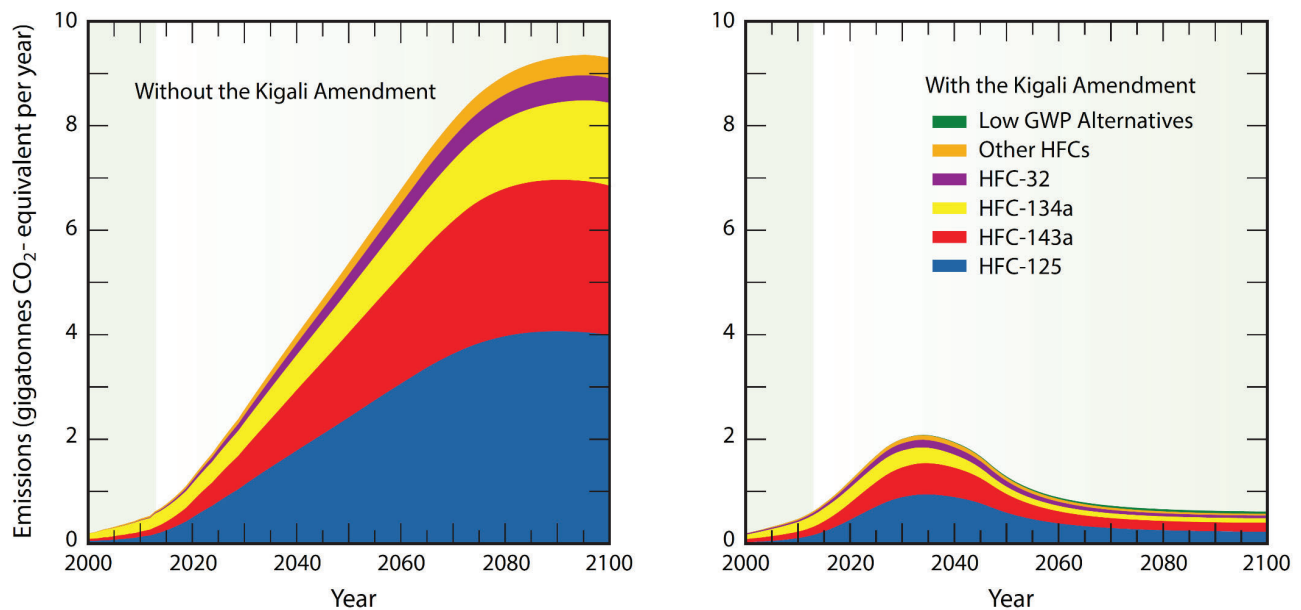 Emissions (gigatonnes CO₂- equivalent per year)
10
8
6
4
2
0
Without the Kigali Amendment
2000
2020
2040
2060
2080
2100
Year
10
8
6
4
2
0
With the Kigali Amendment
Low GWP Alternatives
Other HFCs
HFC-32
HFC-134a
HFC-143a
HFC-125
2000
2020
2040
2060
2080
2100
Year